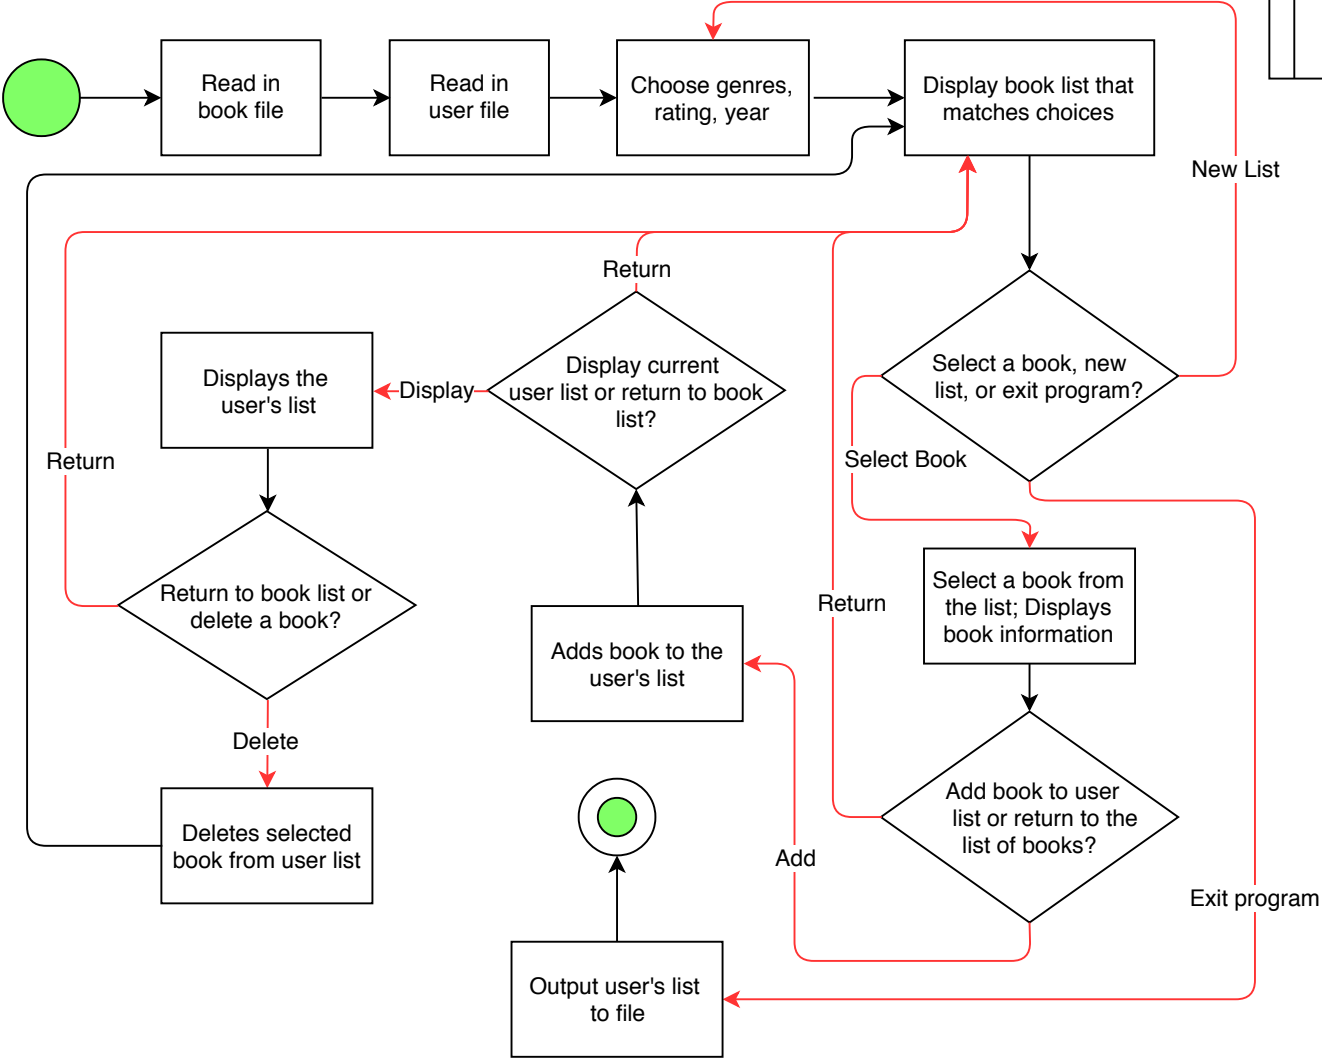 Read in
book file
Read in
user file
Choose genres,
rating, year
Display book list that
matches choices
New List
Return
Select a book, new
list, or exit program?
Display current
user list or return to book
list?
Display
Displays the
user's list
Return
Select Book
Select a book from
the list; Displays
book information
Return
Return to book list or
delete a book?
Adds book to the
user's list
Delete
Add book to user
list or return to the
list of books?
Deletes selected
book from user list
Add
Exit program
Output user's list
to file